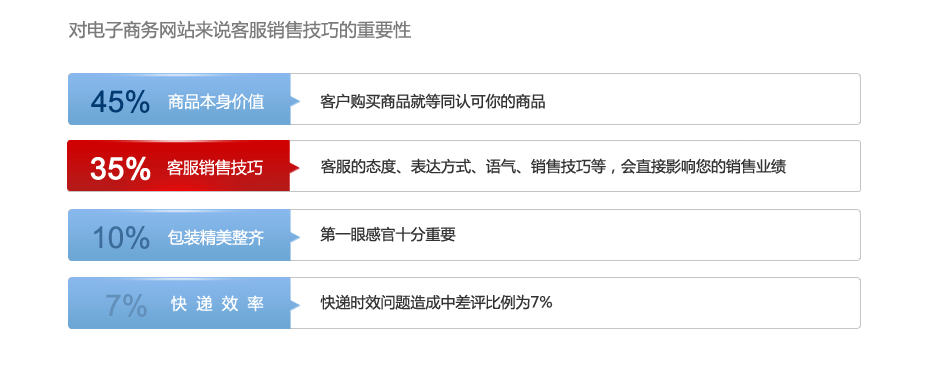 对电子商务网站来说客服销售技巧的重要性
45% 商品本身价值 客户购买商品就等同认可你的商品
35% 客服销售技巧 客服的态度、表达方式、语气、销售技巧等，会直接影响您的销售业绩
10% 包装精美整齐 第一眼感官十分重要
7% 快递效率 快递时效问题造成中差评比例为7%